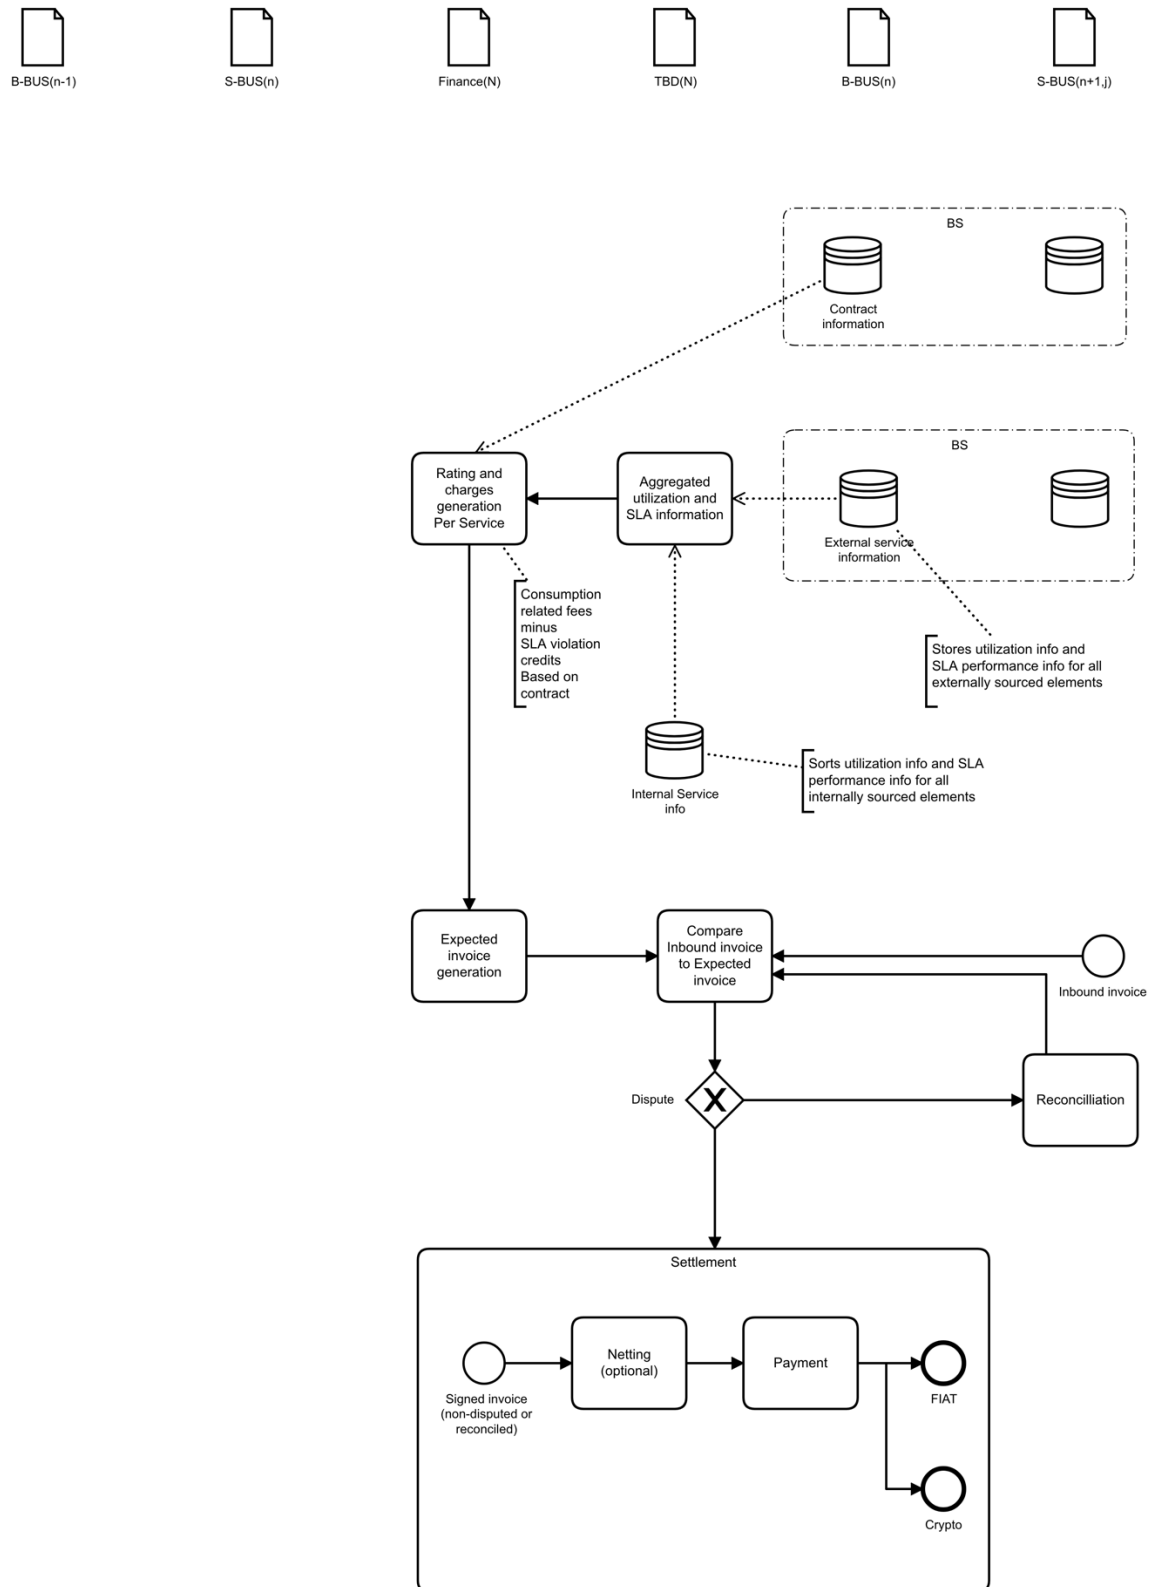 B-BUS(n-1)
S-BUS(n)
Finance(N)
TBD(N)
B-BUS(n)
S-BUS(n+1,j)
BS
Contract
information
BS
Rating and
charges
generation
Per Service
Aggregated
utilization and
SLA information
External service
information
Consumption
related fees
minus
SLA violation
credits
Based on
contract
Stores utilization info and
SLA performance info for all
externally sourced elements
Internal Service
info
Sorts utilization info and SLA
performance info for all
internally sourced elements
Expected
invoice
generation
Compare
Inbound invoice
to Expected
invoice
Inbound invoice
Dispute
X
Reconcilliation
Settlement
Signed invoice
(non-disputed or
reconciled)
Netting
(optional)
Payment
FIAT
Crypto